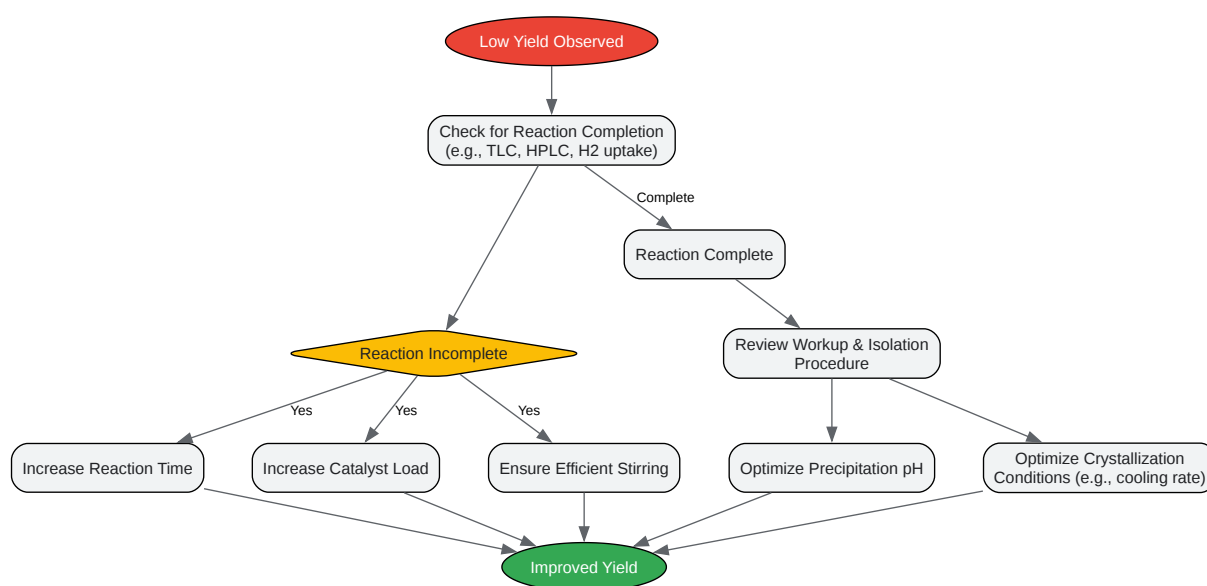 Low Yield Observed
Check for Reaction Completion
(e.g., TLC, HPLC, H2 uptake)
Complete
Reaction Complete
Reaction Incomplete
Review Workup & Isolation
Procedure
Yes
Yes
Yes
Increase Reaction Time
Increase Catalyst Load
Ensure Efficient Stirring
Optimize Precipitation pH
Optimize Crystallization
Conditions (e.g., cooling rate)
Improved Yield